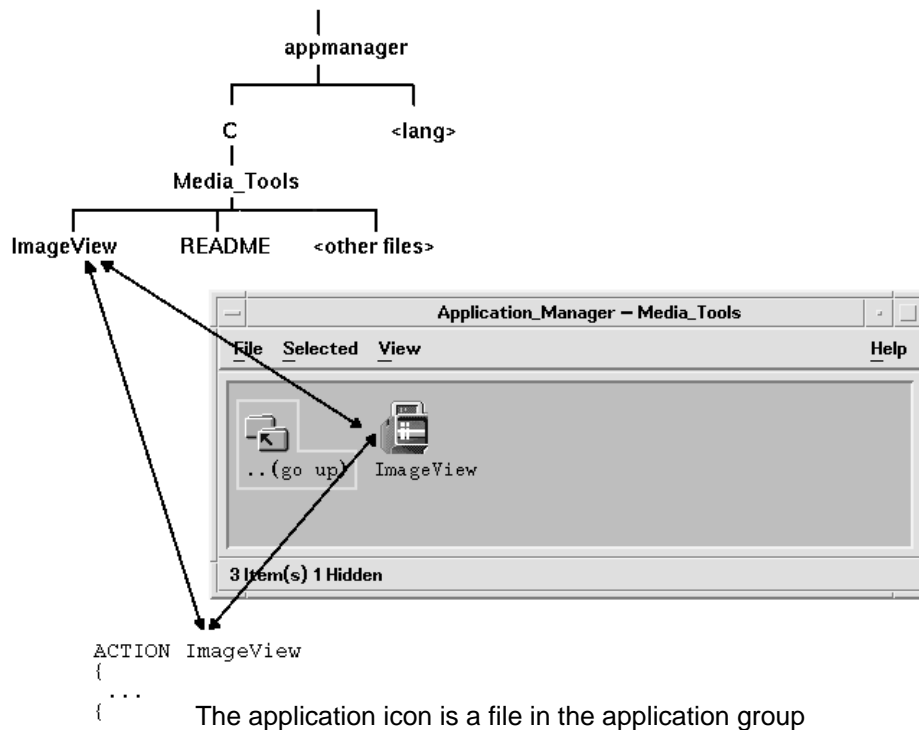 appmanager
C <lang>
Media_Tools
ImageView README <other files>
Application_Manager – Media_Tools
File Selected View Help
..(go up) ImageView
3 Item(s) 1 Hidden
ACTION ImageView
{
...
{
The application icon is a file in the application group